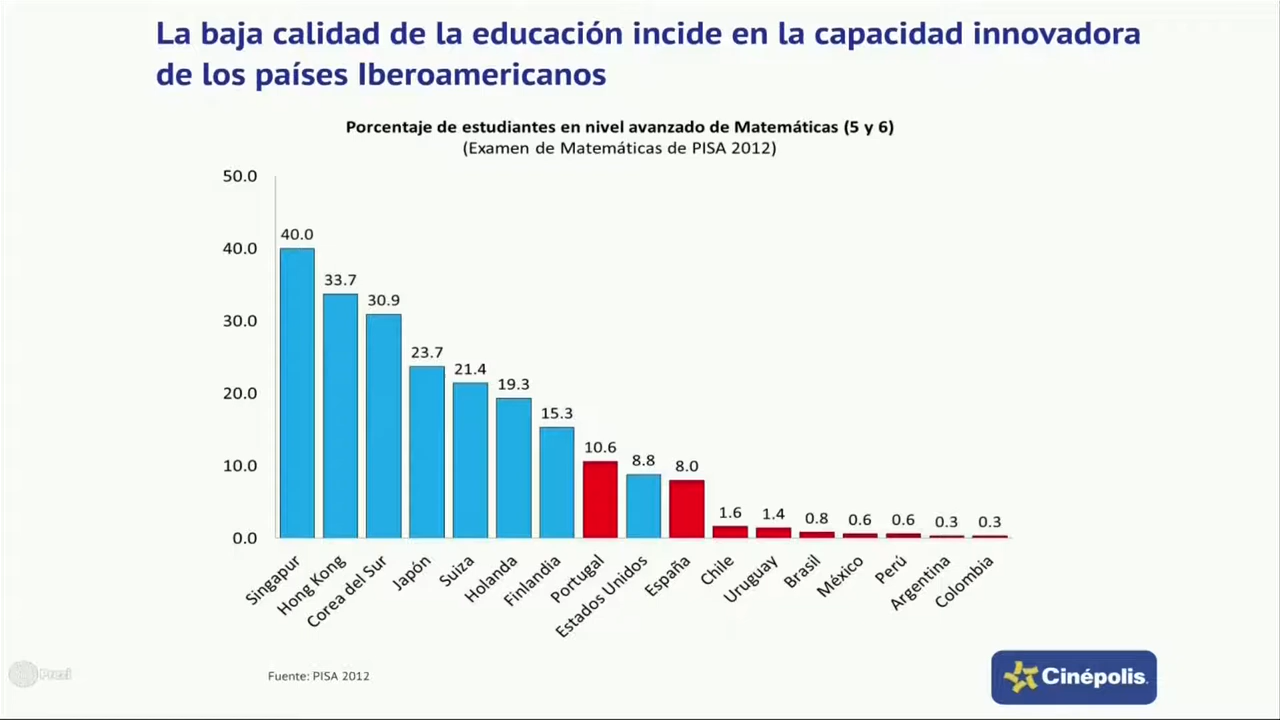 La baja calidad de la educación incide en la capacidad innovadora
de los países Iberoamericanos
Porcentaje de estudiantes en nivel avanzado de Matemáticas (5 y 6)
(Examen de Matemáticas de PISA 2012)
50.0
40.0
30.0
20.0
10.0
0.0
40.0
33.7
30.9
23.7
21.4
19.3
15.3
10.6
8.8
8.0
1.6
1.4
0.8
0.6
0.6
0.3
0.3
Singapur
Hong Kong
Corea del Sur
Japón
Suiza
Holanda
Finlandia
Portugal
Estados Unidos
España
Chile
Uruguay
Brasil
México
Perú
Argentina
Colombia
Fuente: PISA 2012
Prezi
Cinépolis